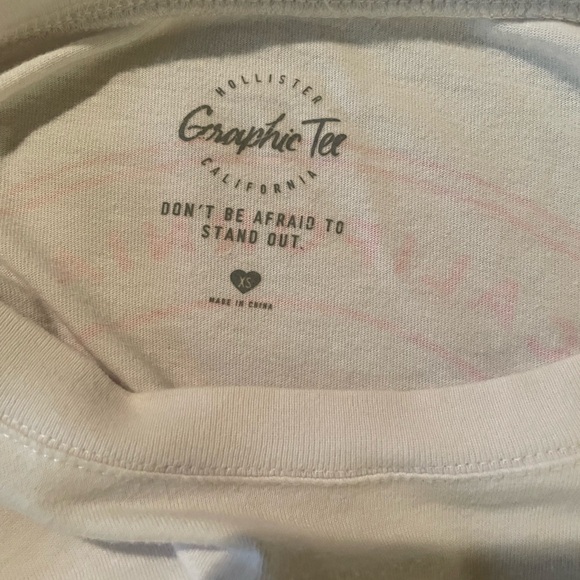 HOLLISTER
Graphic Tee
CALIFORNIA
DON'T BE AFRAID TO
STAND OUT.
XS
MADE IN CHINA